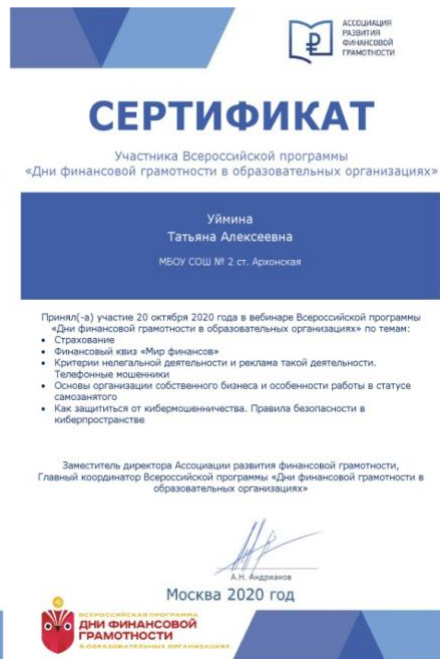 АССОЦИАЦИЯ
РАЗВИТИЯ
ФИНАНСОВОЙ
ГРАМОТНОСТИ
СЕРТИФИКАТ
Участника Всероссийской программы
«Дни финансовой грамотности в образовательных организациях»
Уймина
Татьяна Алексеевна
МБОУ СОШ № 2 ст. Архонская
Принял(-а) участие 20 октября 2020 года в вебинаре Всероссийской программы
«Дни финансовой грамотности в образовательных организациях» по темам:
• Страхование
• Финансовый квиз «Мир финансов»
• Критерии нелегальной деятельности и реклама такой деятельности.
Телефонные мошенники
• Основы организации собственного бизнеса и особенности работы в статусе
самозанятого
• Как защититься от кибермошенничества. Правила безопасности в
киберпространстве
Заместитель директора Ассоциации развития финансовой грамотности,
Главный координатор Всероссийской программы «Дни финансовой грамотности в
образовательных организациях»
А.Н. Андрианов
Москва 2020 год
ВСЕРОССИЙСКАЯ ПРОГРАММА
ДНИ ФИНАНСОВОЙ
ГРАМОТНОСТИ
В ОБРАЗОВАТЕЛЬНЫХ ОРГАНИЗАЦИЯХ